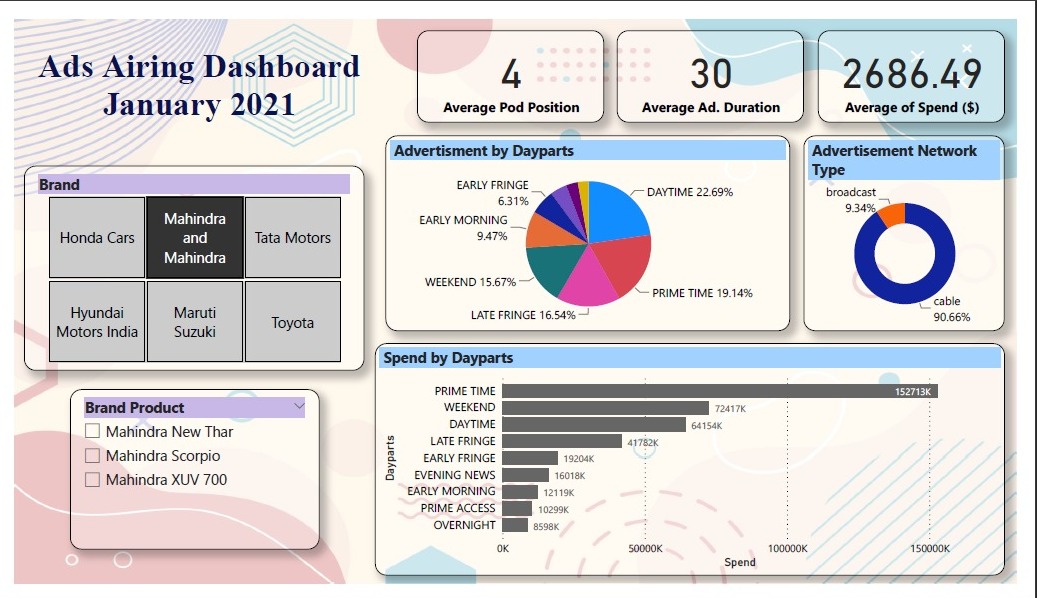 Ads Airing Dashboard
January 2021
4
Average Pod Position
30
Average Ad. Duration
2686.49
Average of Spend ($)
Brand
Honda Cars
Mahindra
and
Mahindra
Tata Motors
Hyundai
Motors India
Maruti
Suzuki
Toyota
Brand Product
Mahindra New Thar
Mahindra Scorpio
Mahindra XUV 700
Advertisment by Dayparts
DAYTIME 22.69%
PRIME TIME 19.14%
LATE FRINGE 16.54%
WEEKEND 15.67%
EARLY MORNING
9.47%
EARLY FRINGE
6.31%
Advertisement Network
Type
broadcast
9.34%
cable
90.66%
Spend by Dayparts
Dayparts
PRIME TIME 152713K
WEEKEND 72417K
DAYTIME 64154K
LATE FRINGE 41782K
EARLY FRINGE 19204K
EVENING NEWS 16018K
EARLY MORNING 12119K
PRIME ACCESS 10299K
OVERNIGHT 8598K
0K 50000K 100000K 150000K
Spend